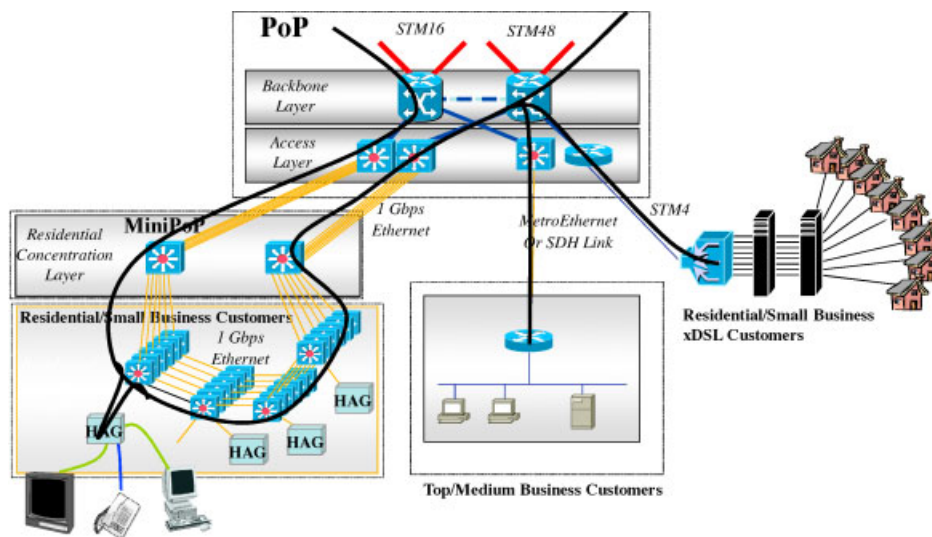 PoP
STM16
STM48
Backbone
Layer
Access
Layer
1 Gbps
Ethernet
MetroEthernet
Or SDH Link
STM4
MiniPoP
Residential
Concentration
Layer
Residential/Small Business Customers
1 Gbps
Ethernet
HAG
HAG
HAG
HAG
Residential/Small Business
xDSL Customers
Top/Medium Business Customers